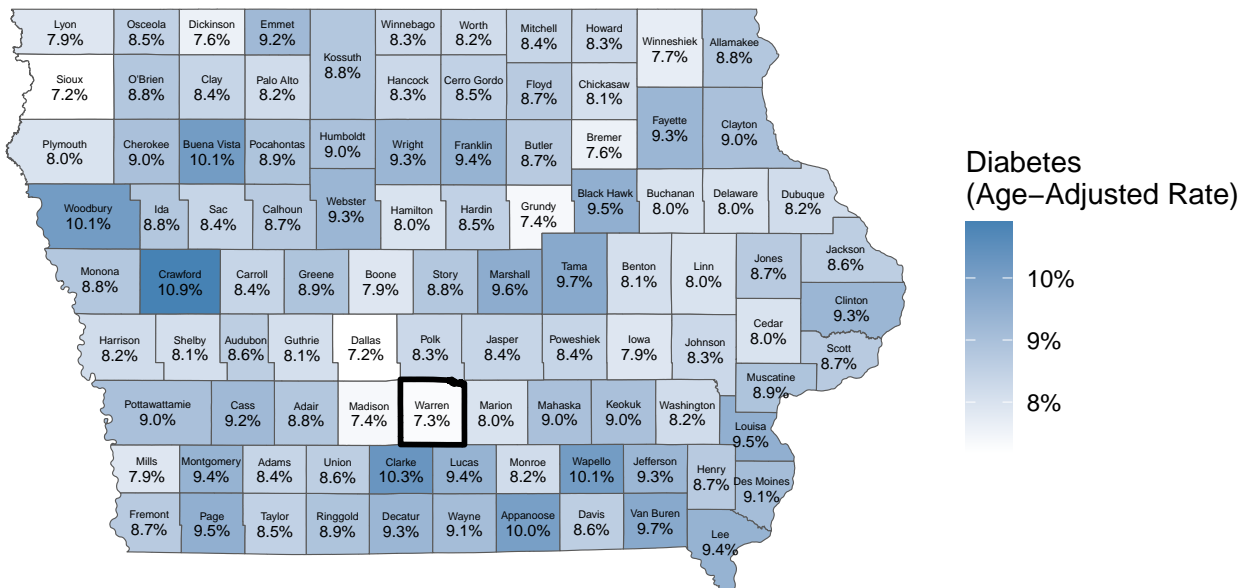 Lyon
7.9%
Osceola
8.5%
Dickinson
7.6%
Emmet
9.2%
Winnebago
8.3%
Worth
8.2%
Mitchell
8.4%
Howard
8.3%
Winneshiek
7.7%
Allamakee
8.8%
Kossuth
8.8%
Sioux
7.2%
O'Brien
8.8%
Clay
8.4%
Palo Alto
8.2%
Hancock
8.3%
Cerro Gordo
8.5%
Floyd
8.7%
Chickasaw
8.1%
Fayette
9.3%
Clayton
9.0%
Plymouth
8.0%
Cherokee
9.0%
Buena Vista
10.1%
Pocahontas
8.9%
Humboldt
9.0%
Wright
9.3%
Franklin
9.4%
Butler
8.7%
Bremer
7.6%
Woodbury
10.1%
Ida
8.8%
Sac
8.4%
Calhoun
8.7%
Webster
9.3%
Hamilton
8.0%
Hardin
8.5%
Grundy
7.4%
Black Hawk
9.5%
Buchanan
8.0%
Delaware
8.0%
Dubuque
8.2%
Monona
8.8%
Crawford
10.9%
Carroll
8.4%
Greene
8.9%
Boone
7.9%
Story
8.8%
Marshall
9.6%
Tama
9.7%
Benton
8.1%
Linn
8.0%
Jones
8.7%
Jackson
8.6%
Clinton
9.3%
Harrison
8.2%
Shelby
8.1%
Audubon
8.6%
Guthrie
8.1%
Dallas
7.2%
Polk
8.3%
Jasper
8.4%
Poweshiek
8.4%
Iowa
7.9%
Johnson
8.3%
Cedar
8.0%
Scott
8.7%
Muscatine
8.9%
Pottawattamie
9.0%
Cass
9.2%
Adair
8.8%
Madison
7.4%
Warren
7.3%
Marion
8.0%
Mahaska
9.0%
Keokuk
9.0%
Washington
8.2%
Louisa
9.5%
Mills
7.9%
Montgomery
9.4%
Adams
8.4%
Union
8.6%
Clarke
10.3%
Lucas
9.4%
Monroe
8.2%
Wapello
10.1%
Jefferson
9.3%
Henry
8.7%
Des Moines
9.1%
Fremont
8.7%
Page
9.5%
Taylor
8.5%
Ringgold
8.9%
Decatur
9.3%
Wayne
9.1%
Appanoose
10.0%
Davis
8.6%
Van Buren
9.7%
Lee
9.4%
Diabetes
(Age−Adjusted Rate)
10%
9%
8%